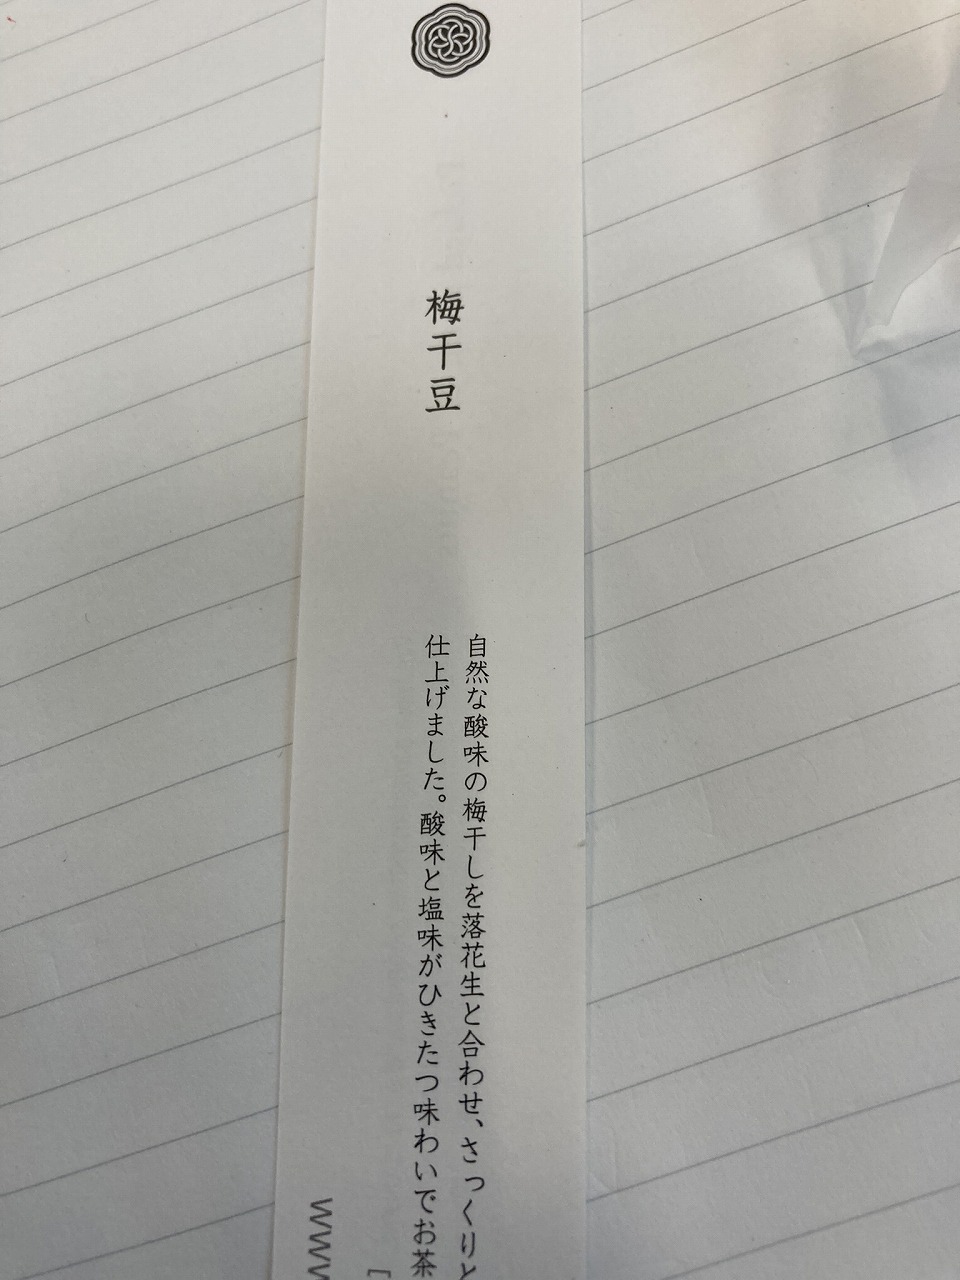 梅干豆
自然な酸味の梅干しを落花生と合わせ、さっくりと
仕上げました。酸味と塩味がひきたつ味わいでお茶
[
www